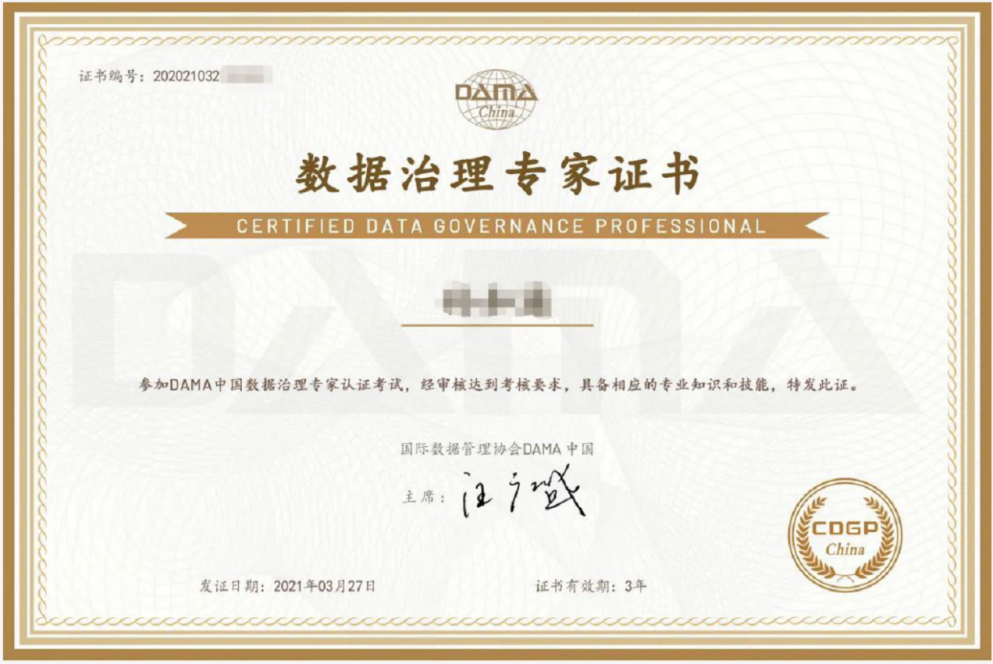 证书编号：202021032
DAMA
China
数据治理专家证书
CERTIFIED DATA GOVERNANCE PROFESSIONAL
参加DAMA中国数据治理专家认证考试，经审核达到考核要求，具备相应的专业知识和技能，特发此证。
国际数据管理协会DAMA 中国
主席：汪广盛
CDGP
China
发证日期：2021年03月27日 证书有效期：3年
DAMA